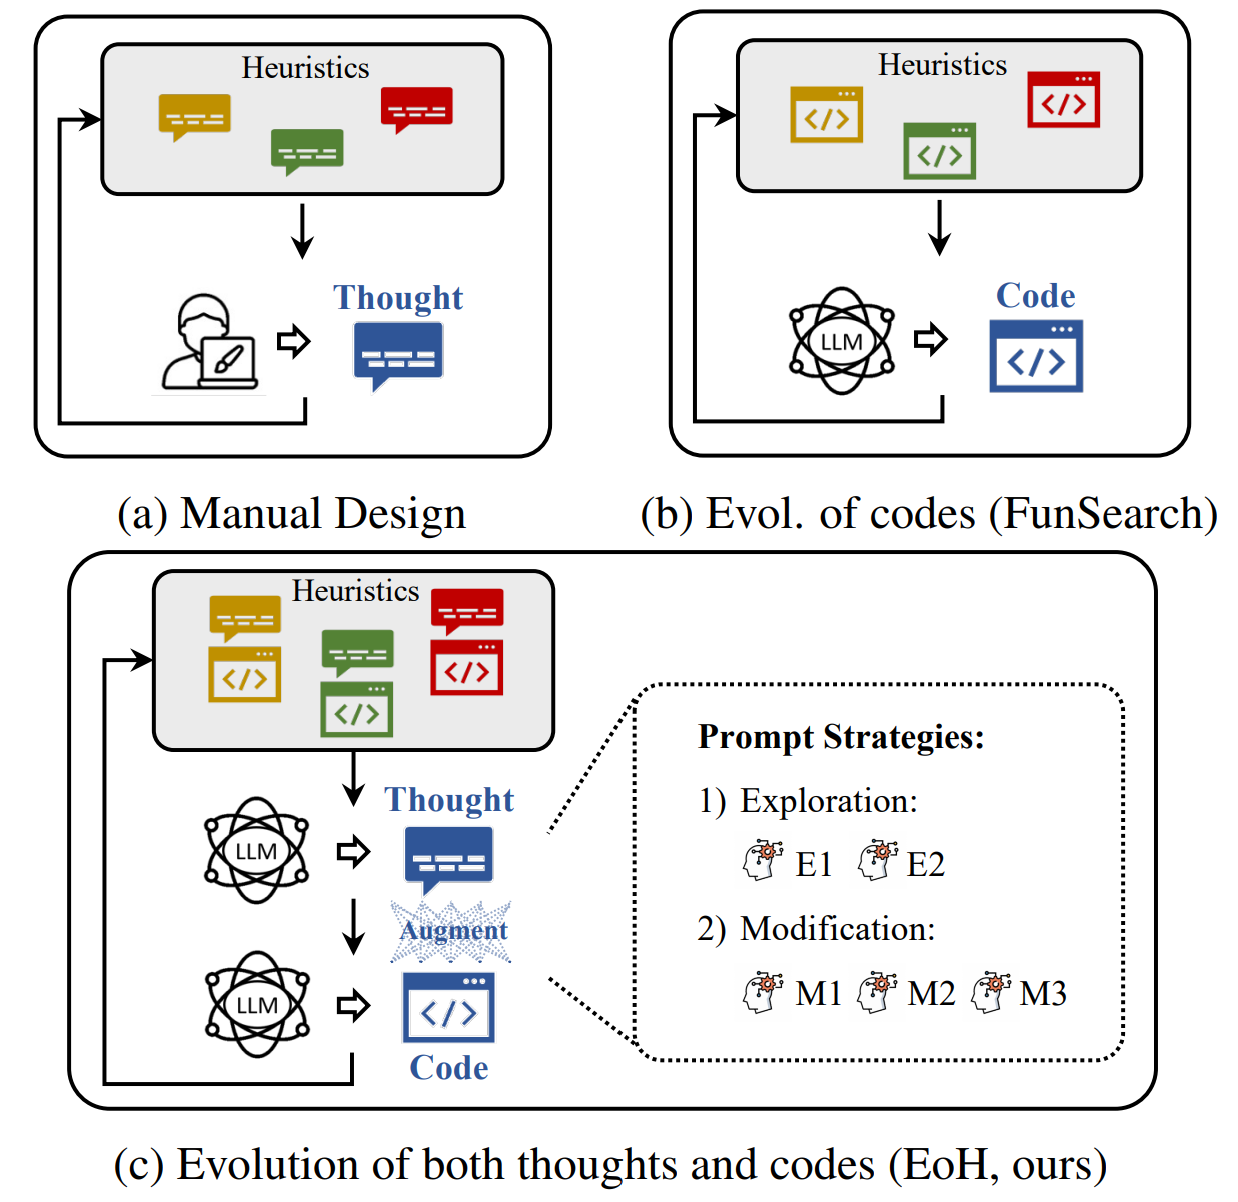 Heuristics
Thought
(a) Manual Design
Heuristics
</>
</>
</>
LLM
Code
</>
(b) Evol. of codes (FunSearch)
Heuristics
</>
</>
</>
LLM
Thought
Augment
LLM
</>
Code
Prompt Strategies:
1) Exploration:
E1 E2
2) Modification:
M1 M2 M3
(c) Evolution of both thoughts and codes (EoH, ours)